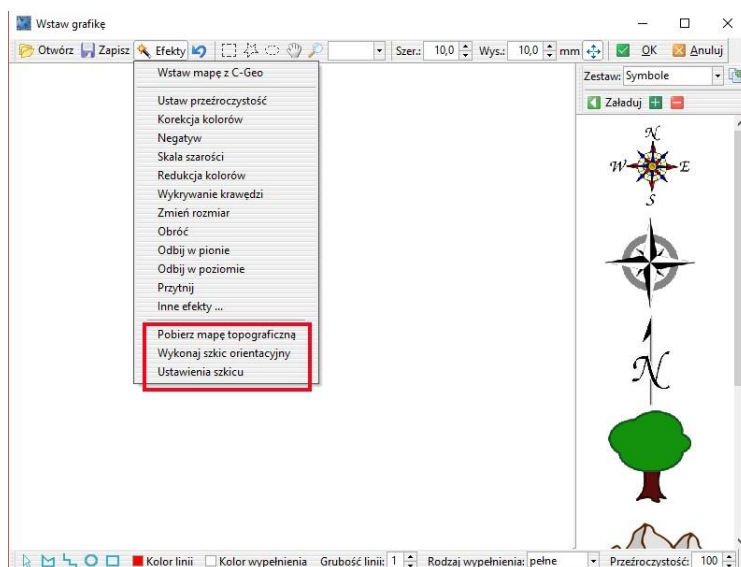 Wstaw grafikę
Otwórz Zapisz Efekty Szer.: 10,0 Wys.: 10,0 mm OK Anuluj
Wstaw mapę z C-Geo
Ustaw przeźroczystość
Korekcja kolorów
Negatyw
Skala szarości
Redukcja kolorów
Wykrywanie krawędzi
Zmień rozmiar
Obróć
Odbij w pionie
Odbij w poziomie
Przytnij
Inne efekty ...
Pobierz mapę topograficzną
Wykonaj szkic orientacyjny
Ustawienia szkicu
Zestaw: Symbole
Załaduj
N
W E
S
N
Kolor linii Kolor wypełnienia Grubość linii: 1 Rodzaj wypełnienia: pełne Przeźroczystość: 100